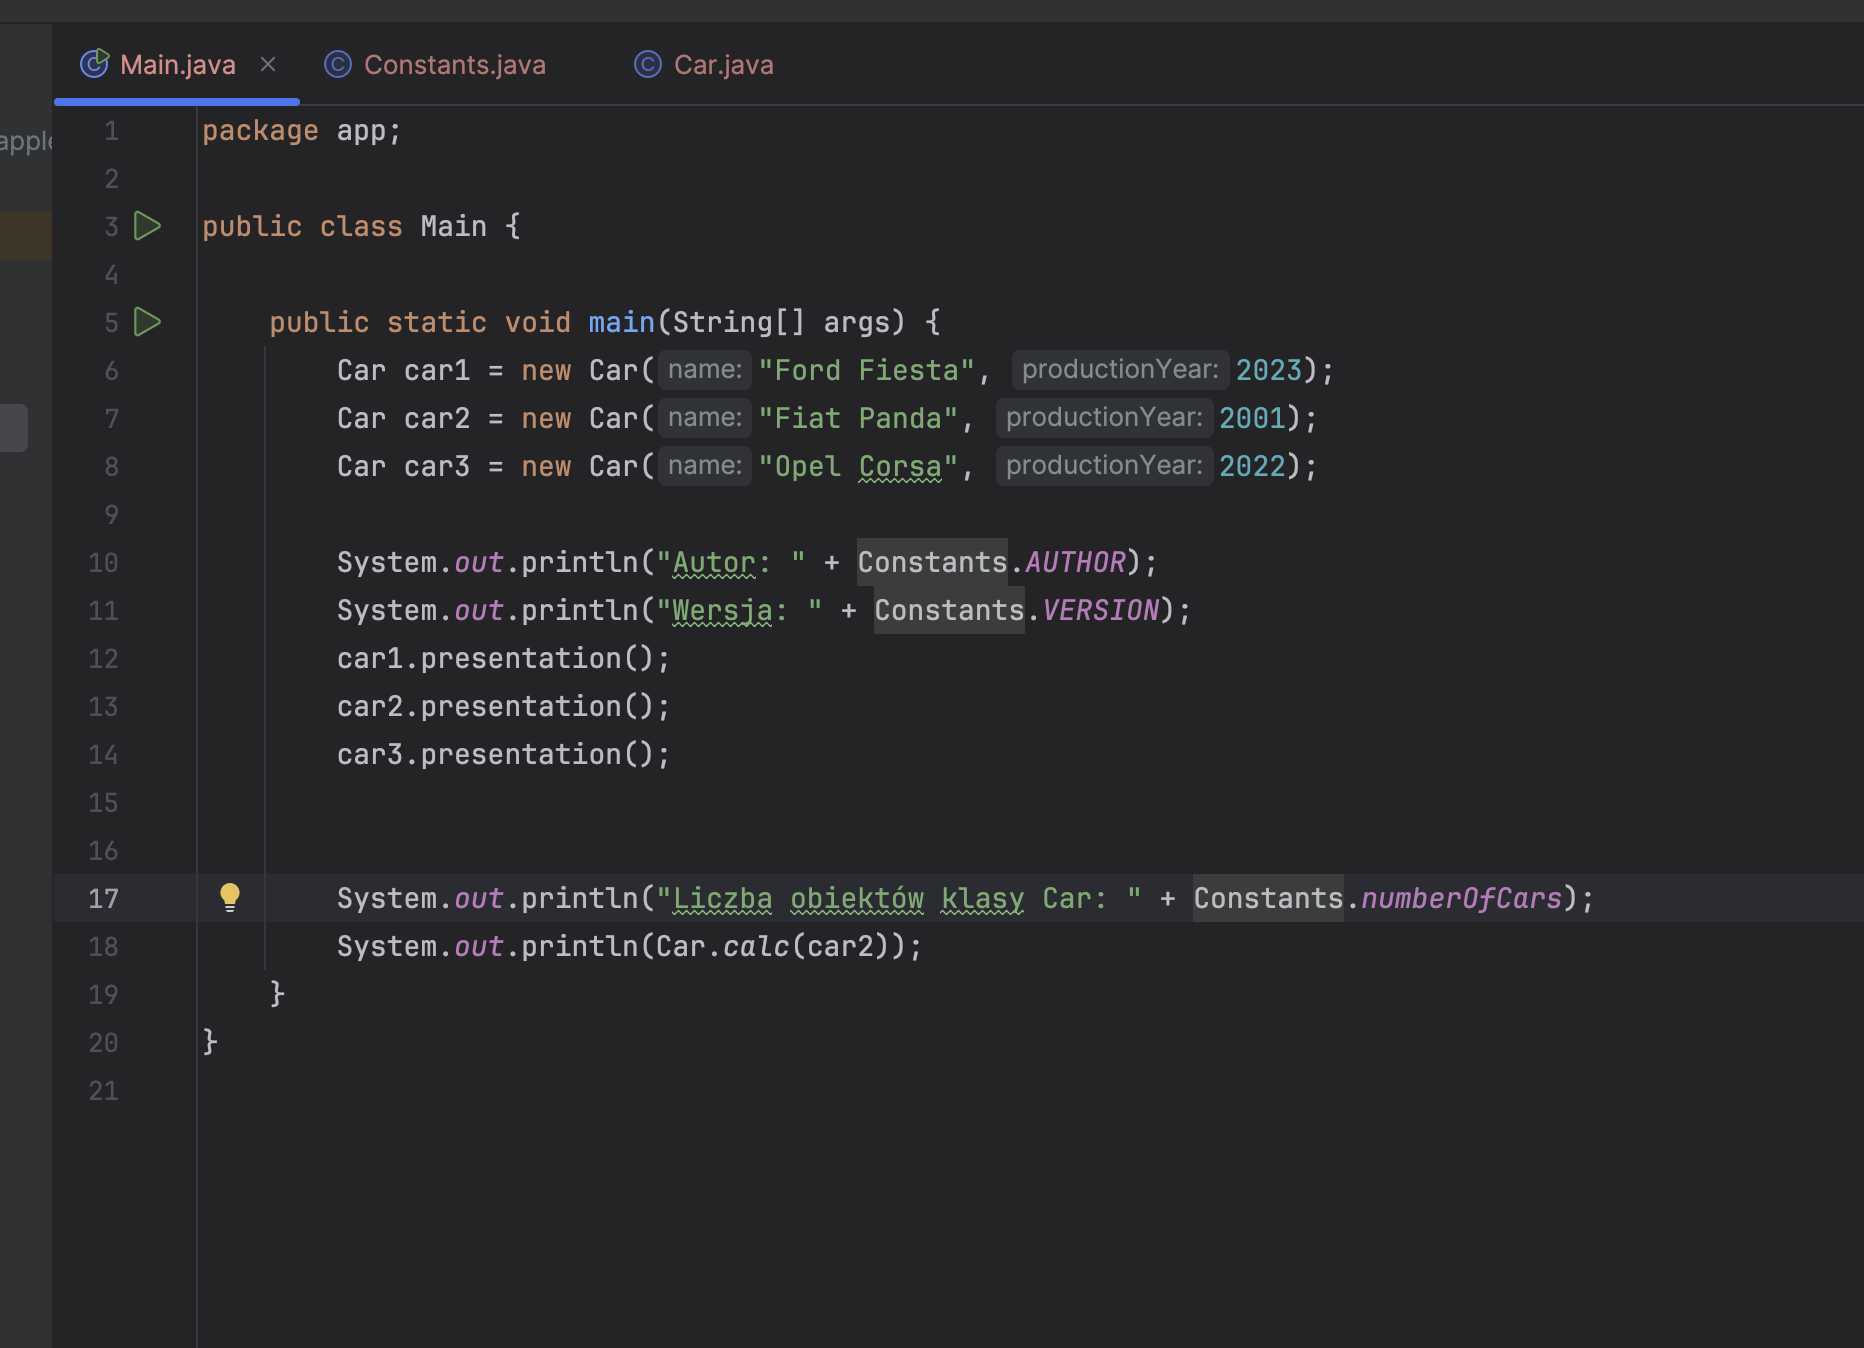 Main.java Constants.java Car.java
apple
1 package app;
2
3 public class Main {
4
5 public static void main(String[] args) {
6 Car car1 = new Car( name: "Ford Fiesta", productionYear: 2023);
7 Car car2 = new Car( name: "Fiat Panda", productionYear: 2001);
8 Car car3 = new Car( name: "Opel Corsa", productionYear: 2022);
9
10 System.out.println("Autor: " + Constants.AUTHOR);
11 System.out.println("Wersja: " + Constants.VERSION);
12 car1.presentation();
13 car2.presentation();
14 car3.presentation();
15
16
17 System.out.println("Liczba obiektów klasy Car: " + Constants.numberOfCars);
18 System.out.println(Car.calc(car2));
19 }
20 }
21